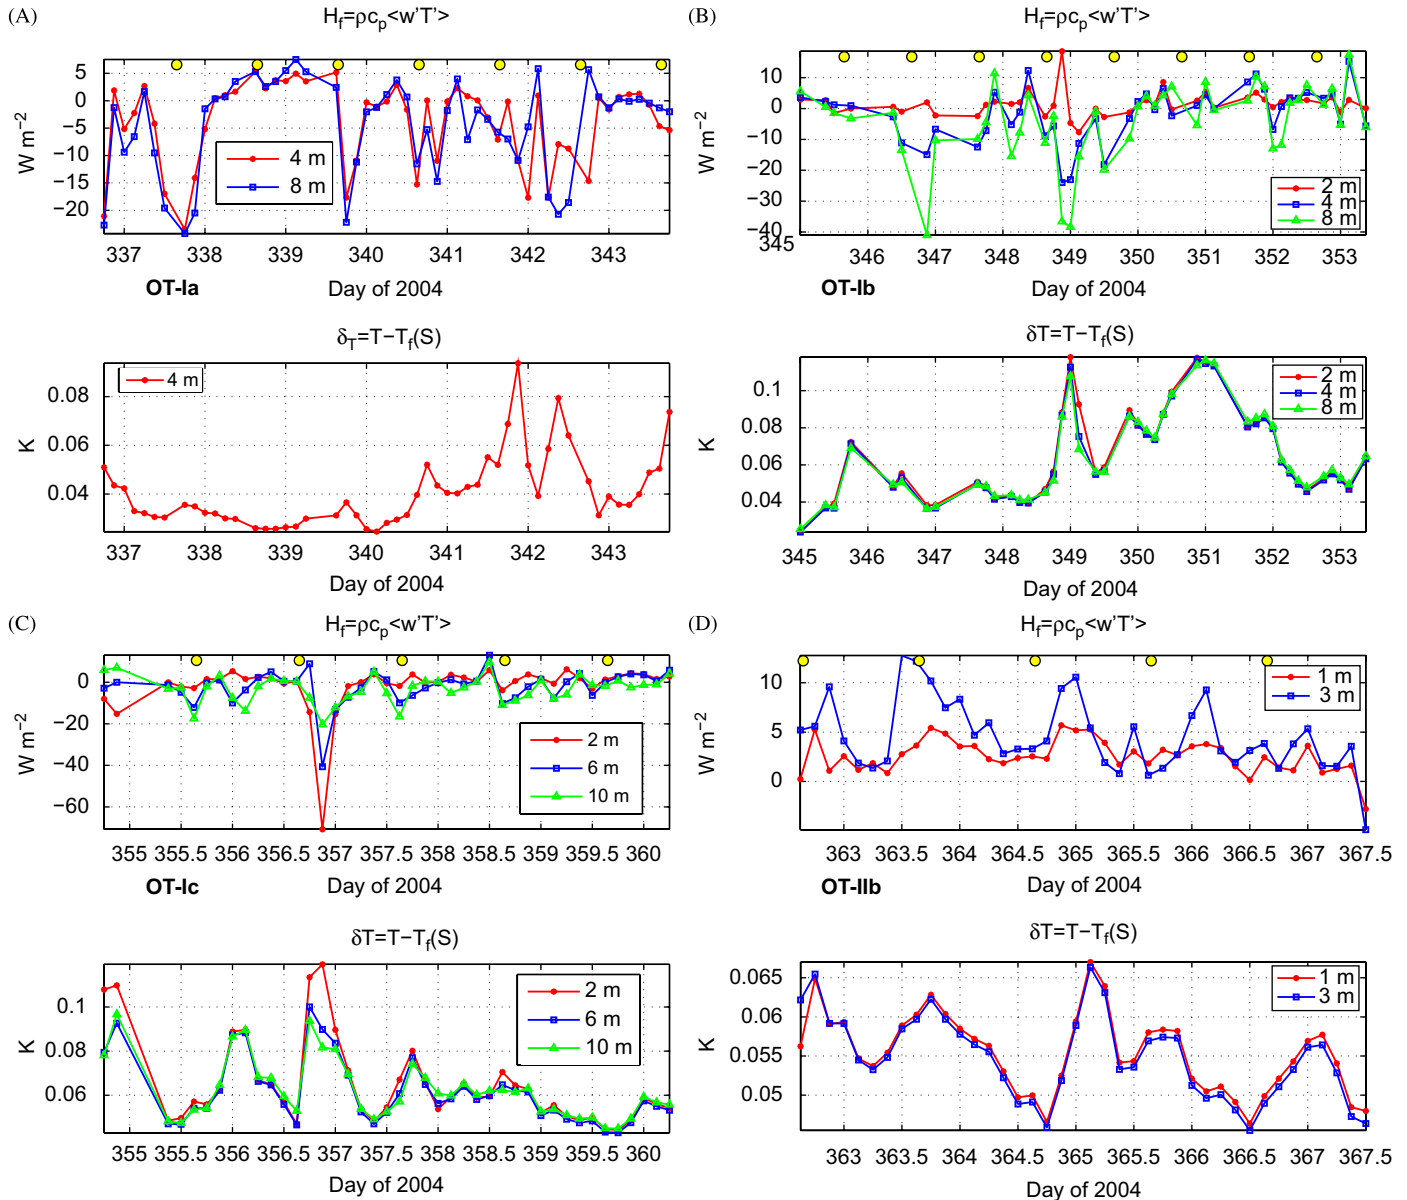 (A)
H_f=ρc_p<w'T'>
5
0
−5
−10
−15
−20
W m⁻²
4 m
8 m
337 338 339 340 341 342 343
OT-Ia
Day of 2004
δ_T=T−T_f(S)
4 m
0.08
0.06
0.04
K
337 338 339 340 341 342 343
Day of 2004
(B)
H_f=ρc_p<w'T'>
10
0
−10
−20
−30
−40
W m⁻²
2 m
4 m
8 m
345 346 347 348 349 350 351 352 353
OT-Ib
Day of 2004
δT=T−T_f(S)
0.1
0.08
0.06
0.04
K
2 m
4 m
8 m
345 346 347 348 349 350 351 352 353
Day of 2004
(C)
H_f=ρc_p<w'T'>
0
−20
−40
−60
W m⁻²
2 m
6 m
10 m
355 355.5 356 356.5 357 357.5 358 358.5 359 359.5 360
OT-Ic
Day of 2004
δT=T−T_f(S)
0.1
0.08
0.06
K
2 m
6 m
10 m
355 355.5 356 356.5 357 357.5 358 358.5 359 359.5 360
Day of 2004
(D)
H_f=ρc_p<w'T'>
10
5
0
W m⁻²
1 m
3 m
363 363.5 364 364.5 365 365.5 366 366.5 367 367.5
OT-IIb
Day of 2004
δT=T−T_f(S)
0.065
0.06
0.055
0.05
K
1 m
3 m
363 363.5 364 364.5 365 365.5 366 366.5 367 367.5
Day of 2004